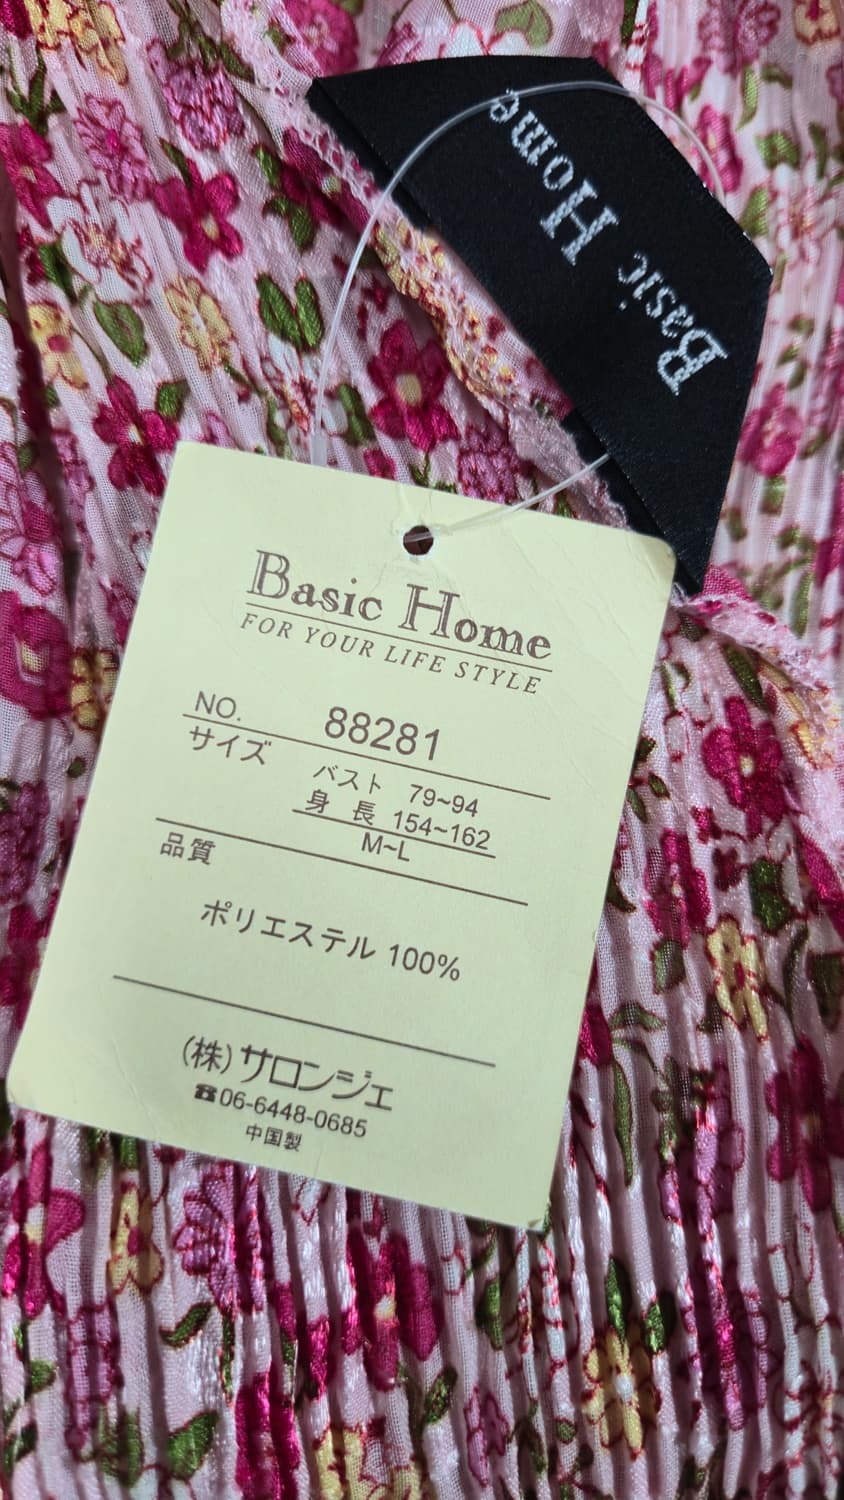 Basic Home
Basic Home
FOR YOUR LIFE STYLE
NO. 88281
サイズ
バスト 79~94
身 長 154~162
M~L
品質
ポリエステル 100%
(株)サロンジェ
☎06-6448-0685
中国製